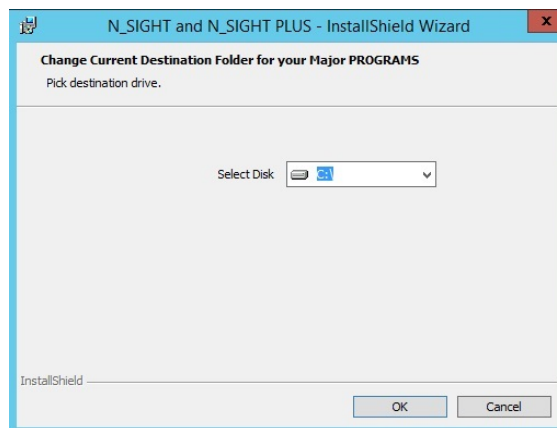 N_SIGHT and N_SIGHT PLUS - InstallShield Wizard
x
Change Current Destination Folder for your Major PROGRAMS
Pick destination drive.
Select Disk
C:\
InstallShield
OK
Cancel